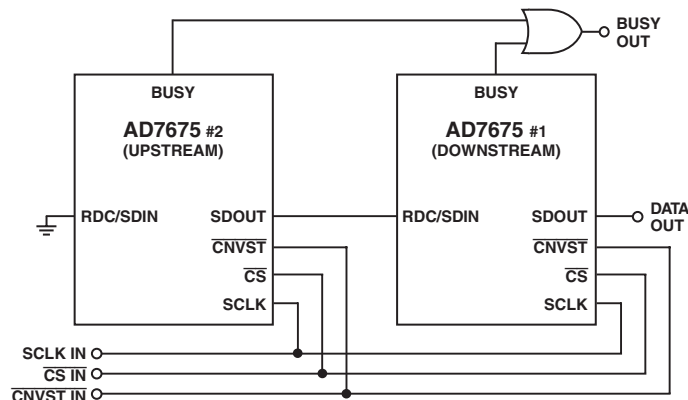 BUSY
OUT
BUSY
BUSY
AD7675 #2
(UPSTREAM)
AD7675 #1
(DOWNSTREAM)
RDC/SDIN
SDOUT
RDC/SDIN
SDOUT
DATA
OUT
CNVST
CNVST
CS
CS
SCLK
SCLK
SCLK IN
CS IN
CNVST IN